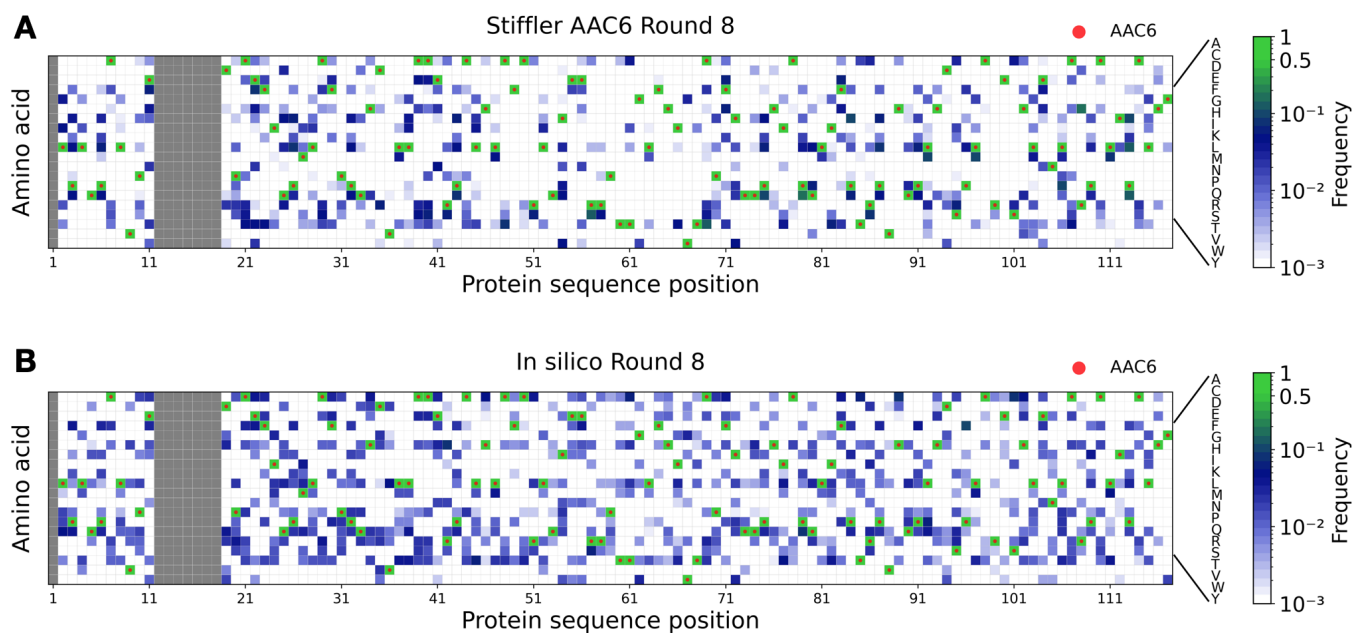 A
Stiffler AAC6 Round 8
AAC6
Amino acid
A
C
D
E
F
G
H
I
K
L
M
N
P
Q
R
S
T
V
W
Y
1
0.5
10⁻¹
10⁻²
10⁻³
Frequency
1 11 21 31 41 51 61 71 81 91 101 111
Protein sequence position
B
In silico Round 8
AAC6
Amino acid
A
C
D
E
F
G
H
I
K
L
M
N
P
Q
R
S
T
V
W
Y
1
0.5
10⁻¹
10⁻²
10⁻³
Frequency
1 11 21 31 41 51 61 71 81 91 101 111
Protein sequence position